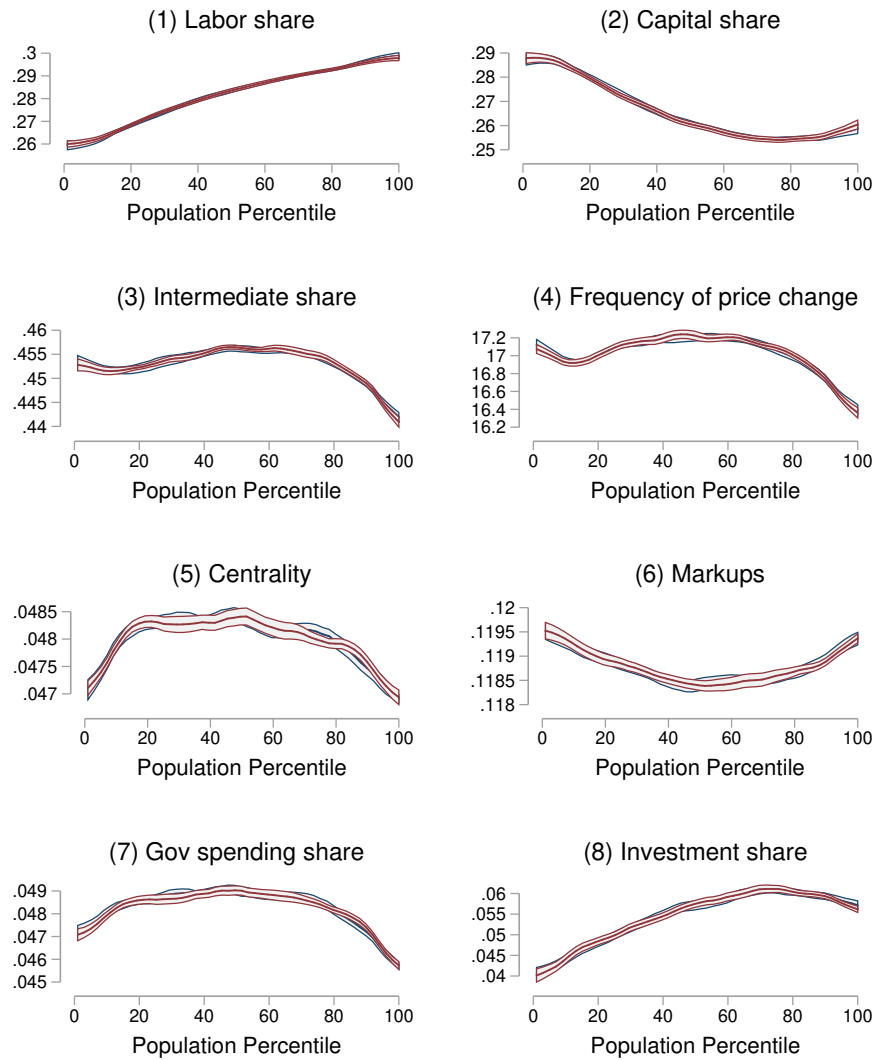 (1) Labor share
.3
.29
.28
.27
.26
0 20 40 60 80 100
Population Percentile
(2) Capital share
.29
.28
.27
.26
.25
0 20 40 60 80 100
Population Percentile
(3) Intermediate share
.46
.455
.45
.445
.44
0 20 40 60 80 100
Population Percentile
(4) Frequency of price change
17.2
17
16.8
16.6
16.4
16.2
0 20 40 60 80 100
Population Percentile
(5) Centrality
.0485
.048
.0475
.047
0 20 40 60 80 100
Population Percentile
(6) Markups
.12
.1195
.119
.1185
.118
0 20 40 60 80 100
Population Percentile
(7) Gov spending share
.049
.048
.047
.046
.045
0 20 40 60 80 100
Population Percentile
(8) Investment share
.06
.055
.05
.045
.04
0 20 40 60 80 100
Population Percentile